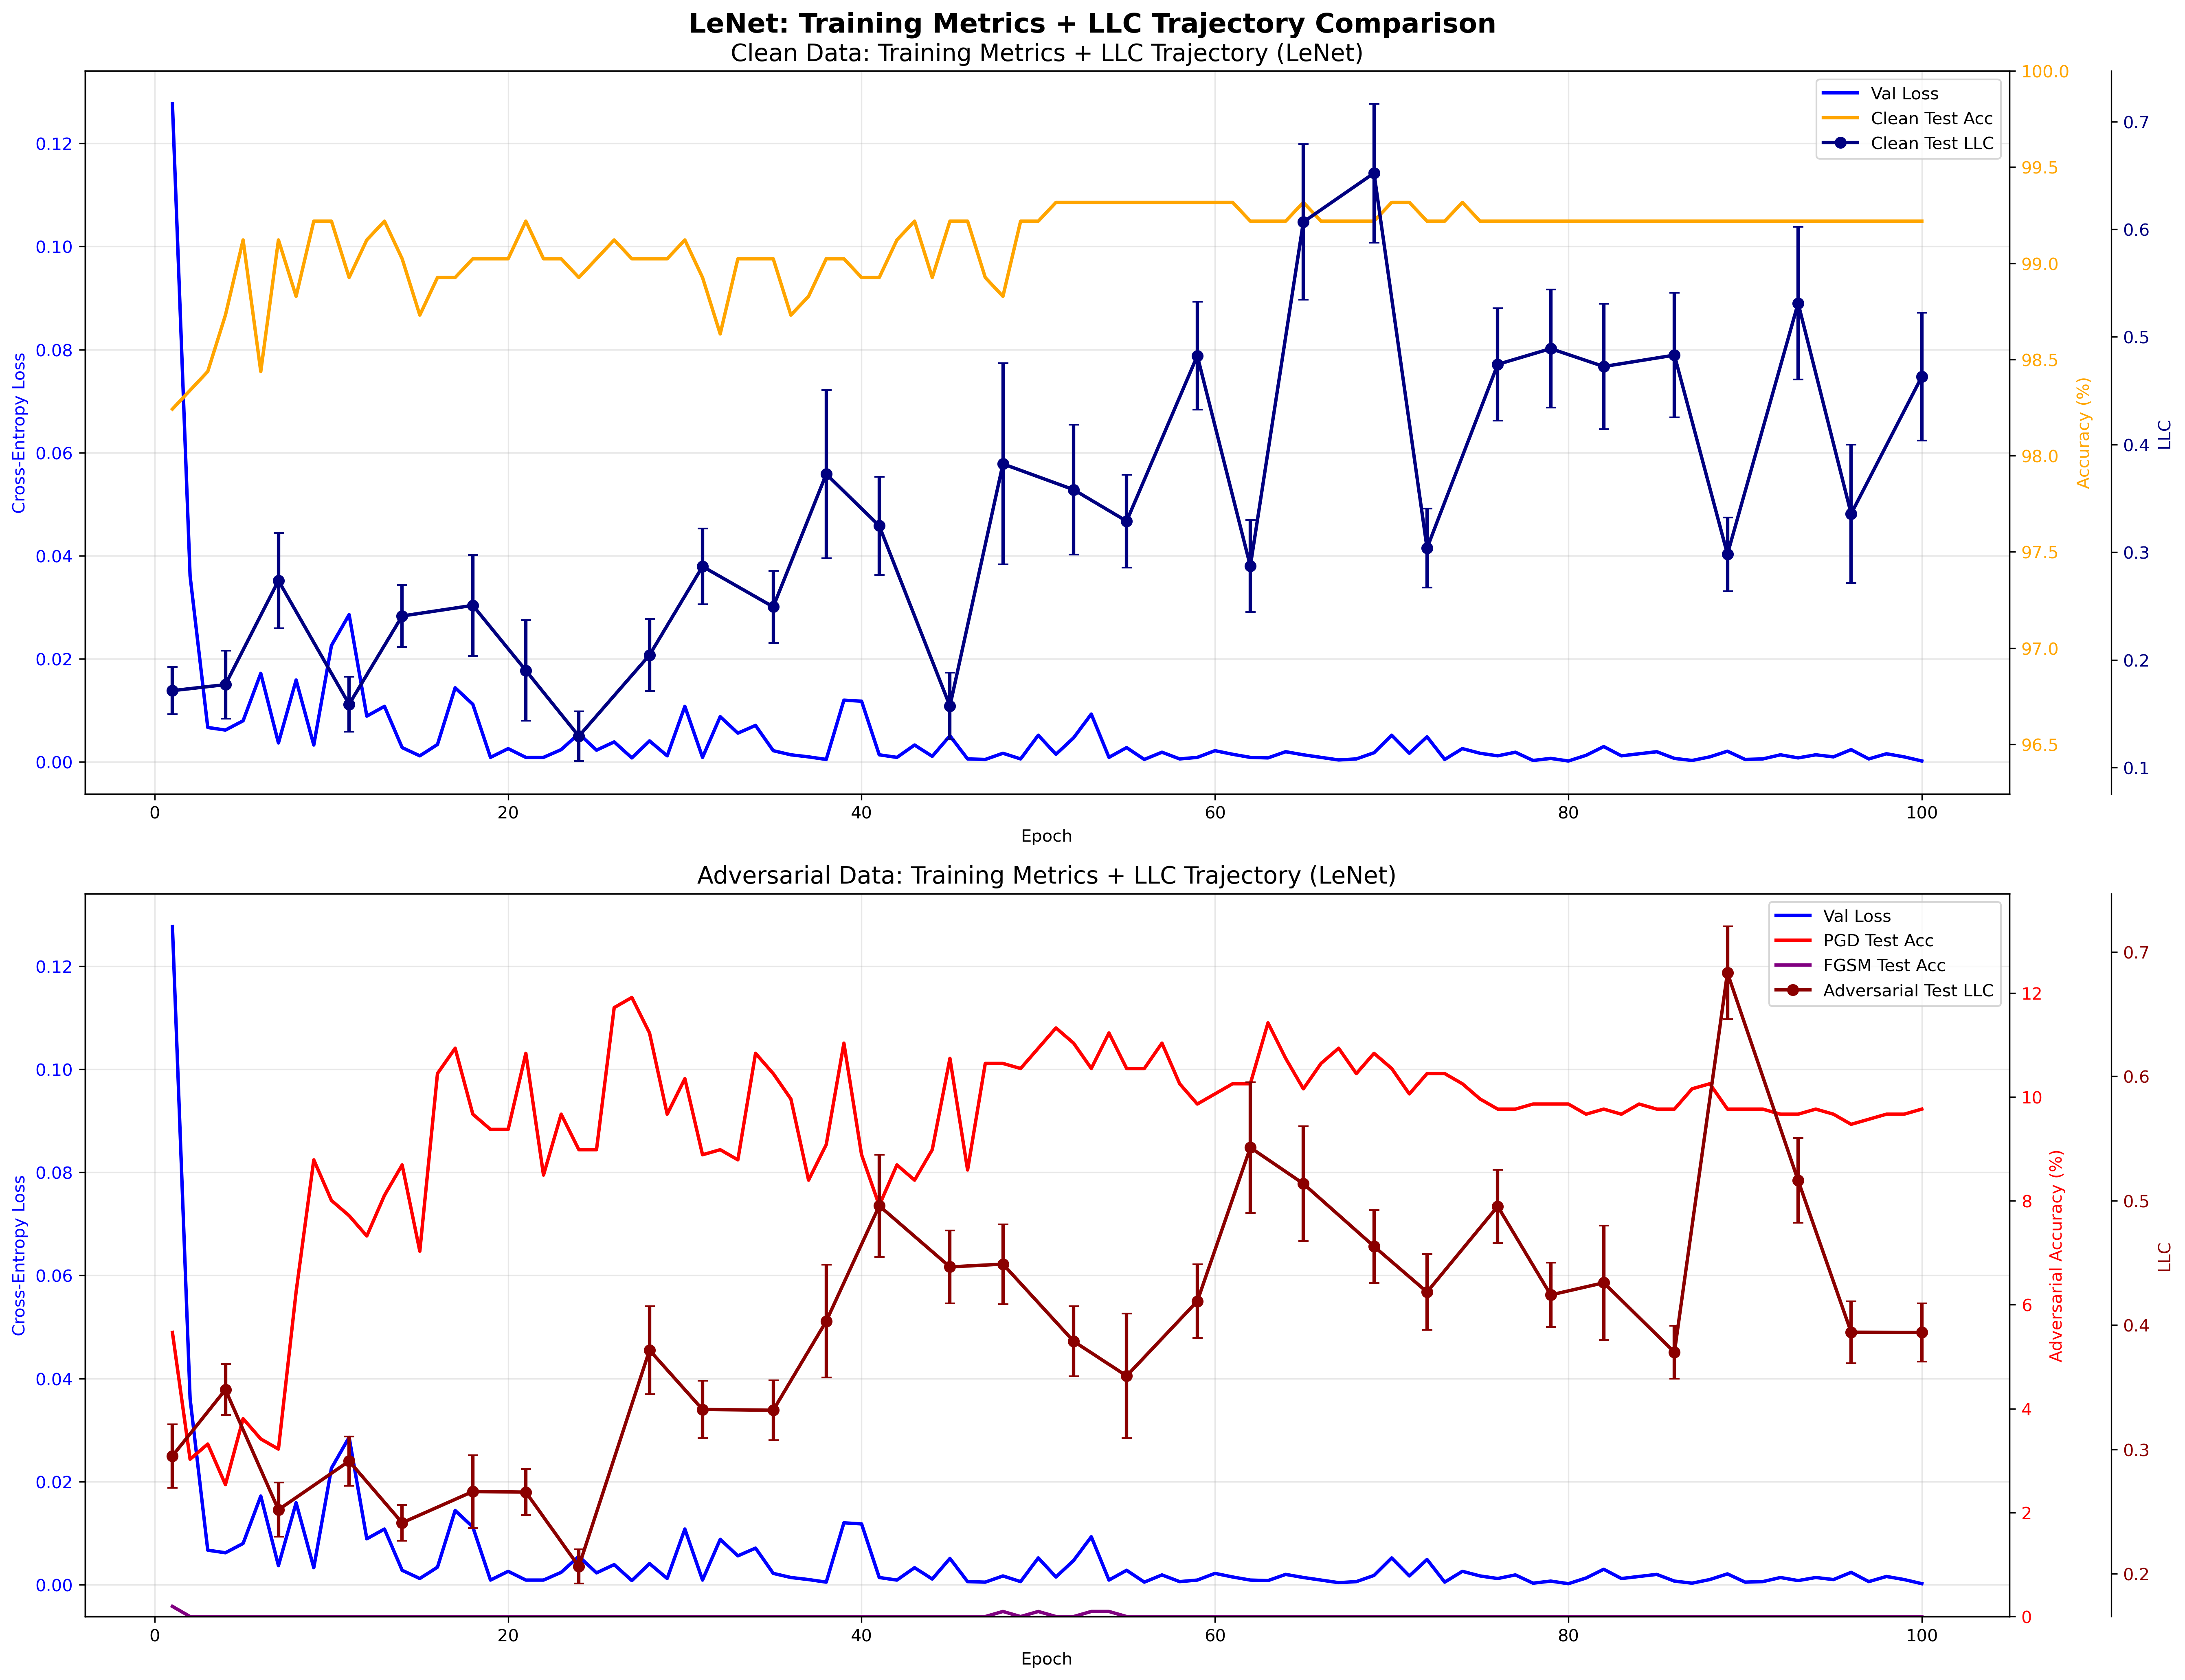 LeNet: Training Metrics + LLC Trajectory Comparison
Clean Data: Training Metrics + LLC Trajectory (LeNet)
Val Loss
Clean Test Acc
Clean Test LLC
Cross-Entropy Loss
0.12
0.10
0.08
0.06
0.04
0.02
0.00
100.0
99.5
99.0
98.5
98.0
97.5
97.0
96.5
Accuracy (%)
0.7
0.6
0.5
0.4
0.3
0.2
0.1
LLC
0 20 40 60 80 100
Epoch
Adversarial Data: Training Metrics + LLC Trajectory (LeNet)
Val Loss
PGD Test Acc
FGSM Test Acc
Adversarial Test LLC
Cross-Entropy Loss
0.12
0.10
0.08
0.06
0.04
0.02
0.00
12
10
8
6
4
2
0
Adversarial Accuracy (%)
0.7
0.6
0.5
0.4
0.3
0.2
LLC
0 20 40 60 80 100
Epoch